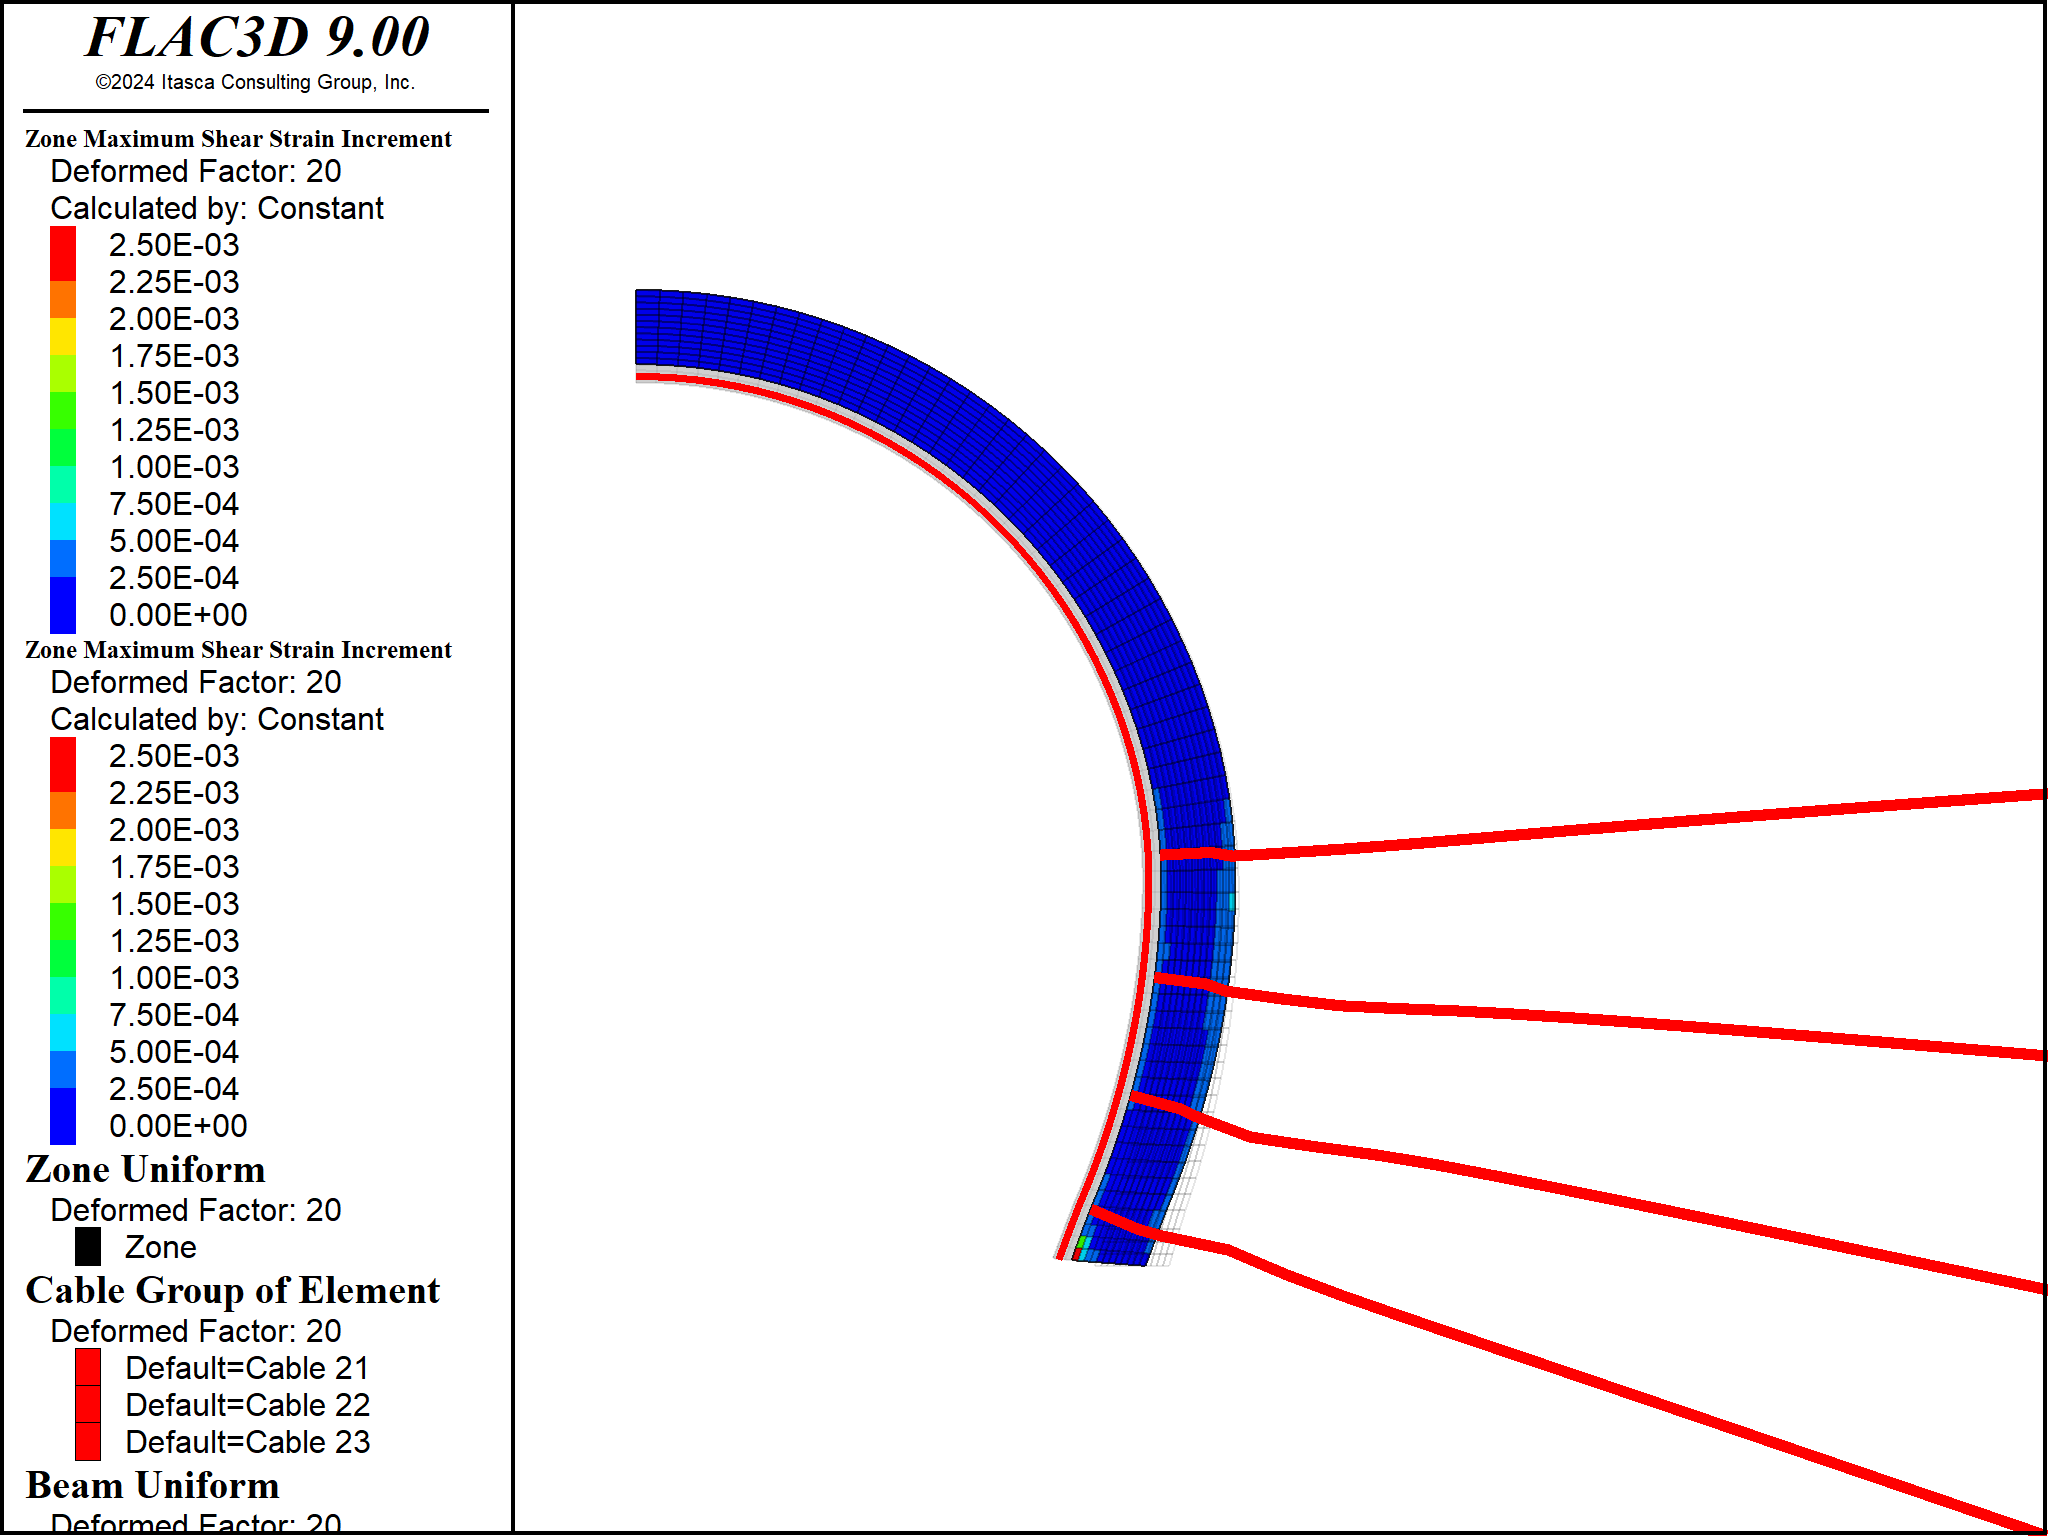 FLAC3D 9.00
©2024 Itasca Consulting Group, Inc.
Zone Maximum Shear Strain Increment
Deformed Factor: 20
Calculated by: Constant
2.50E-03
2.25E-03
2.00E-03
1.75E-03
1.50E-03
1.25E-03
1.00E-03
7.50E-04
5.00E-04
2.50E-04
0.00E+00
Zone Maximum Shear Strain Increment
Deformed Factor: 20
Calculated by: Constant
2.50E-03
2.25E-03
2.00E-03
1.75E-03
1.50E-03
1.25E-03
1.00E-03
7.50E-04
5.00E-04
2.50E-04
0.00E+00
Zone Uniform
Deformed Factor: 20
Zone
Cable Group of Element
Deformed Factor: 20
Default=Cable 21
Default=Cable 22
Default=Cable 23
Beam Uniform
Deformed Factor: 20